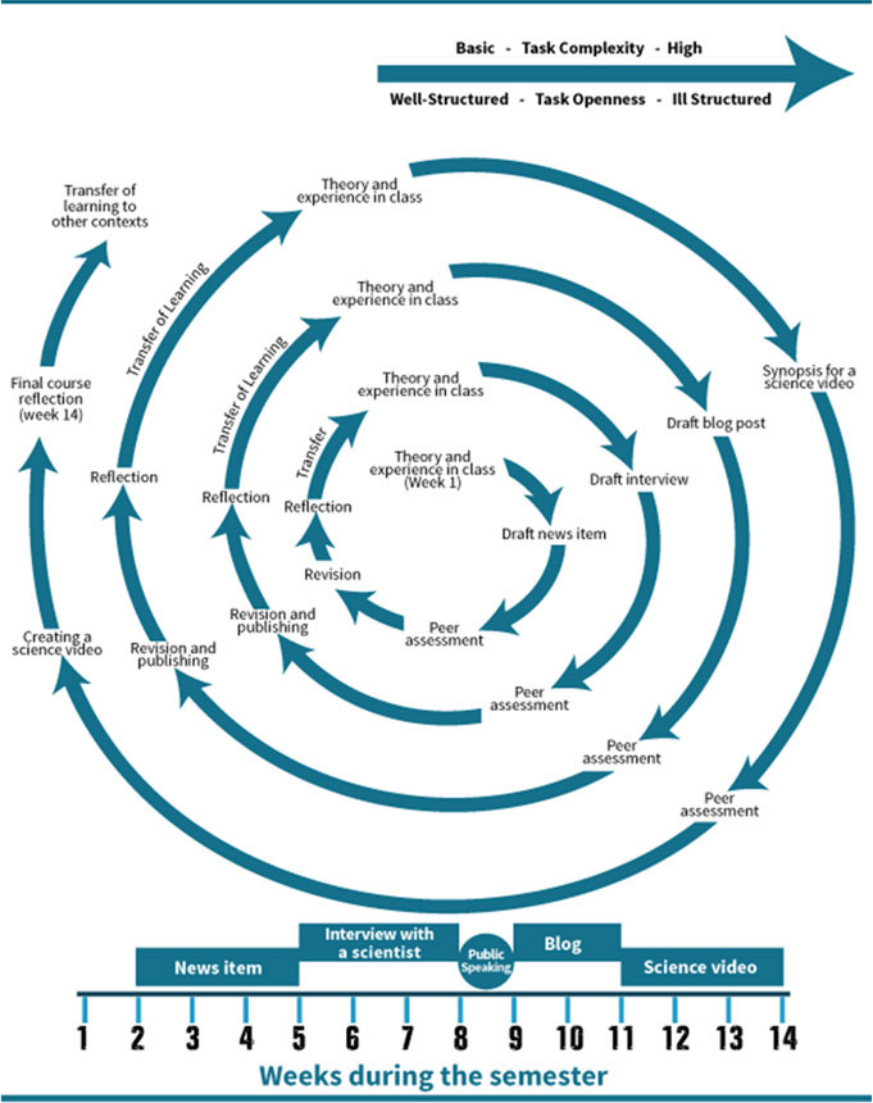 Basic - Task Complexity - High
Well-Structured - Task Openness - Ill Structured
Transfer of
learning to
other contexts
Theory and
experience in class
Transfer of Learning
Synopsis for a
science video
Peer
assessment
Creating a
science video
Final course
reflection
(week 14)
Theory and
experience in class
Transfer of Learning
Draft blog post
Peer
assessment
Revision and
publishing
Reflection
Theory and
experience in class
Transfer
Draft interview
Peer
assessment
Revision and
publishing
Reflection
Theory and
experience in class
(Week 1)
Draft news item
Peer
assessment
Revision
Reflection
News item
Interview with
a scientist
Public
Speaking
Blog
Science video
1 2 3 4 5 6 7 8 9 10 11 12 13 14
Weeks during the semester